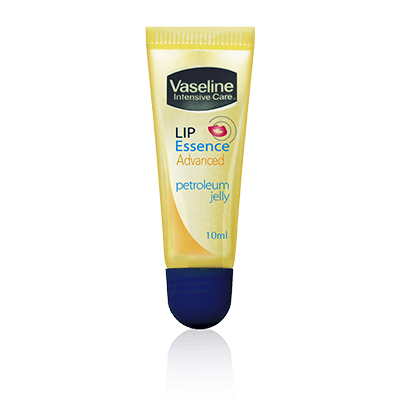 Vaseline
Intensive Care
LIP
Essence
Advanced
petroleum
jelly
10ml